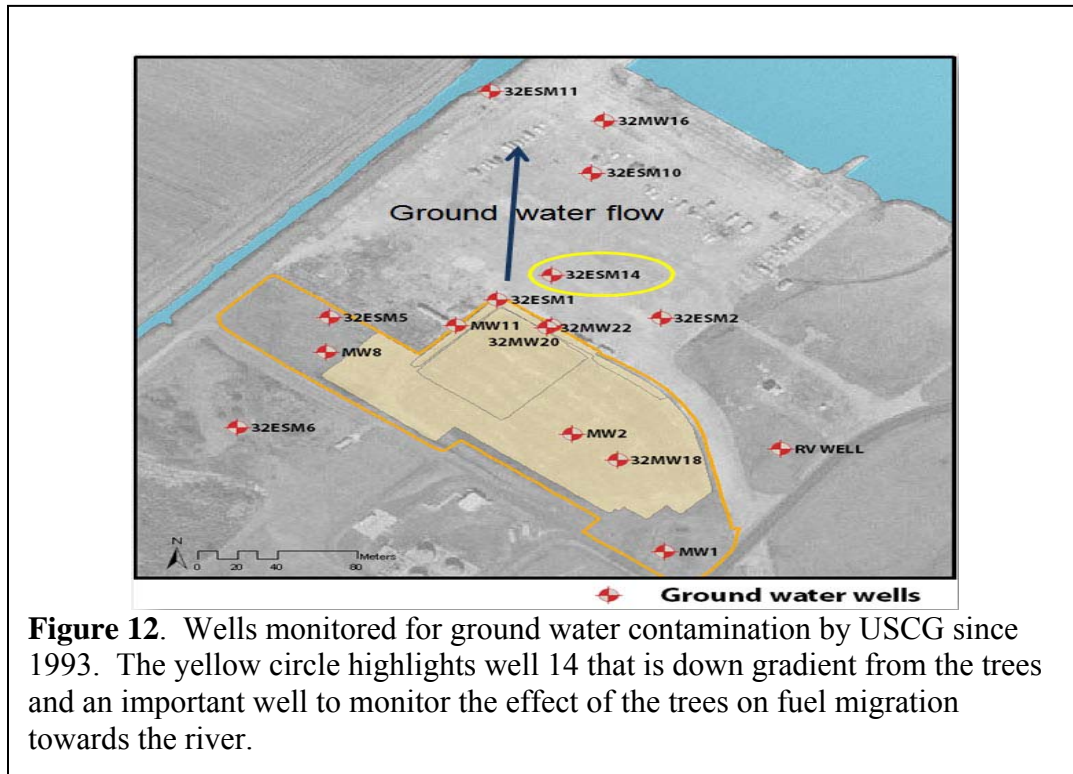 32ESM11
32MW16
32ESM10
Ground water flow
32ESM14
32ESM1
32ESM5
MW11
32MW22
32ESM2
32MW20
MW8
32ESM6
MW2
RV WELL
32MW18
MW1
N
Meters
0 20 40 80
Ground water wells
Figure 12. Wells monitored for ground water contamination by USCG since
1993. The yellow circle highlights well 14 that is down gradient from the trees
and an important well to monitor the effect of the trees on fuel migration
towards the river.